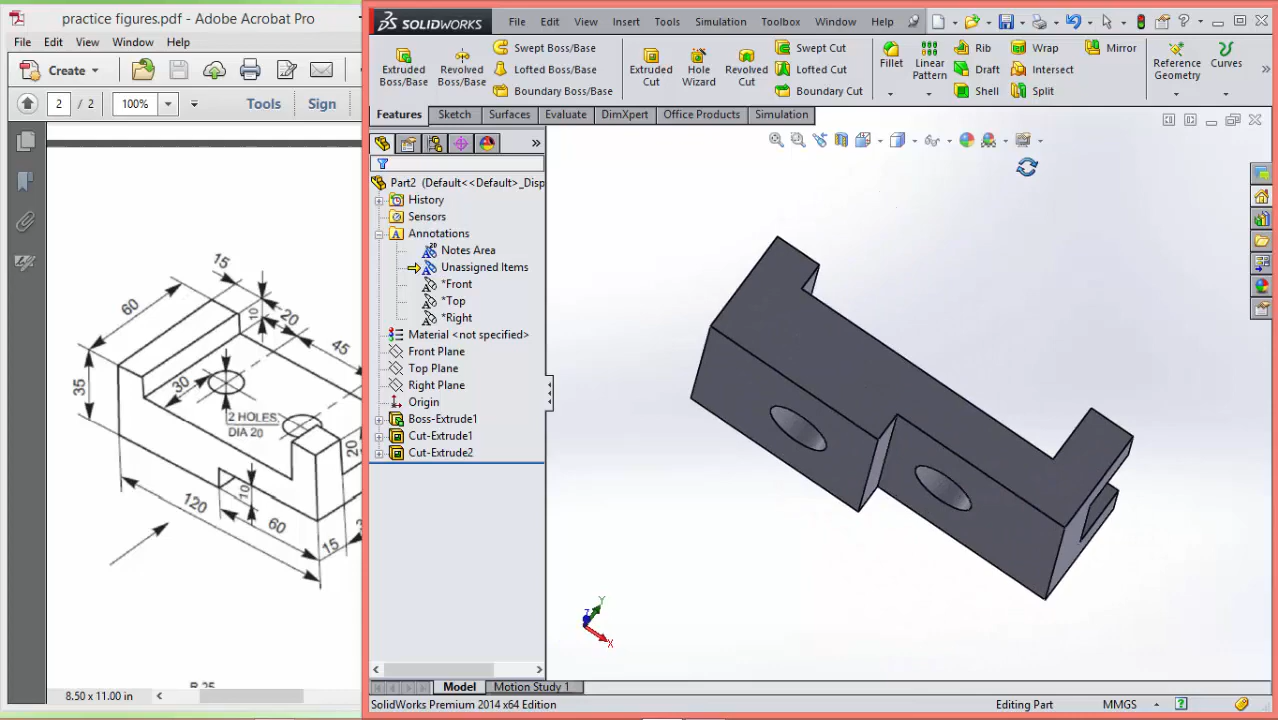 practice figures.pdf - Adobe Acrobat Pro
File Edit View Window Help
Create
2 / 2 100% Tools Sign
60
15
10
20
45
35
30
2 HOLES
DIA 20
20
10
120
60
15
8.50 x 11.00 in
SOLIDWORKS File Edit View Insert Tools Simulation Toolbox Window Help
Extruded Boss/Base
Revolved Boss/Base
Swept Boss/Base
Lofted Boss/Base
Boundary Boss/Base
Extruded Cut
Hole Wizard
Revolved Cut
Swept Cut
Lofted Cut
Boundary Cut
Fillet
Linear Pattern
Rib
Draft
Shell
Wrap
Intersect
Split
Mirror
Reference Geometry
Curves
Features Sketch Surfaces Evaluate DimXpert Office Products Simulation
Part2 (Default<<Default>_Disp
History
Sensors
Annotations
Notes Area
Unassigned Items
*Front
*Top
*Right
Material <not specified>
Front Plane
Top Plane
Right Plane
Origin
Boss-Extrude1
Cut-Extrude1
Cut-Extrude2
Y
Z
X
Model Motion Study 1
SolidWorks Premium 2014 x64 Edition Editing Part MMGS